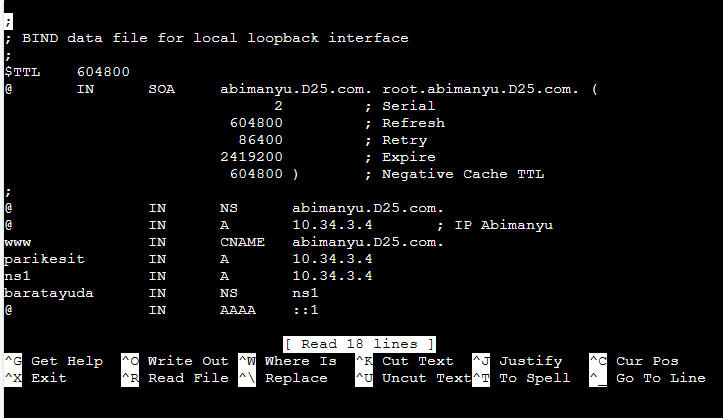 ;
; BIND data file for local loopback interface
;
$TTL    604800
@       IN      SOA     abimanyu.D25.com. root.abimanyu.D25.com. (
                              2         ; Serial
                         604800         ; Refresh
                          86400         ; Retry
                        2419200         ; Expire
                         604800 )       ; Negative Cache TTL
;
@               IN      NS      abimanyu.D25.com.
@               IN      A       10.34.3.4       ; IP Abimanyu
www             IN      CNAME   abimanyu.D25.com.
parikesit       IN      A       10.34.3.4
ns1             IN      A       10.34.3.4
baratayuda      IN      NS      ns1
@               IN      AAAA    ::1
[ Read 18 lines ]
^G Get Help  ^O Write Out ^W Where Is  ^K Cut Text  ^J Justify   ^C Cur Pos
^X Exit      ^R Read File ^\ Replace   ^U Uncut Text^T To Spell  ^_ Go To Line